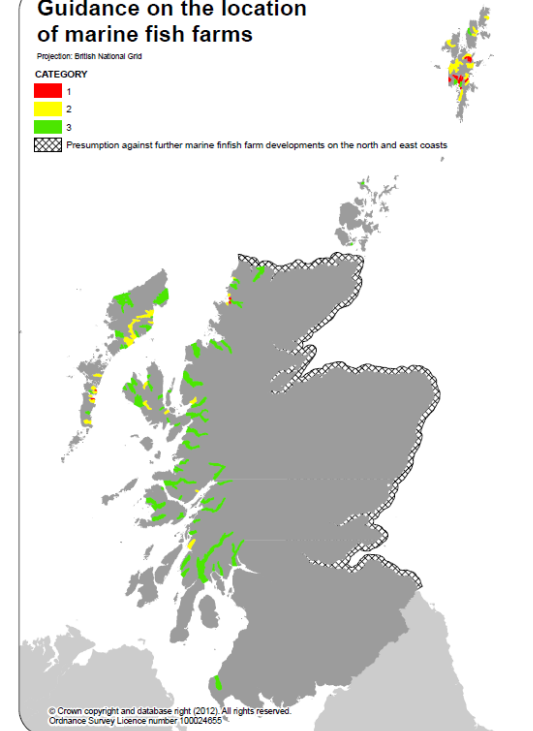 Guidance on the location
of marine fish farms
Projection: British National Grid
CATEGORY
1
2
3
Presumption against further marine finfish farm developments on the north and east coasts
© Crown copyright and database right (2012). All rights reserved.
Ordnance Survey Licence number 100024655